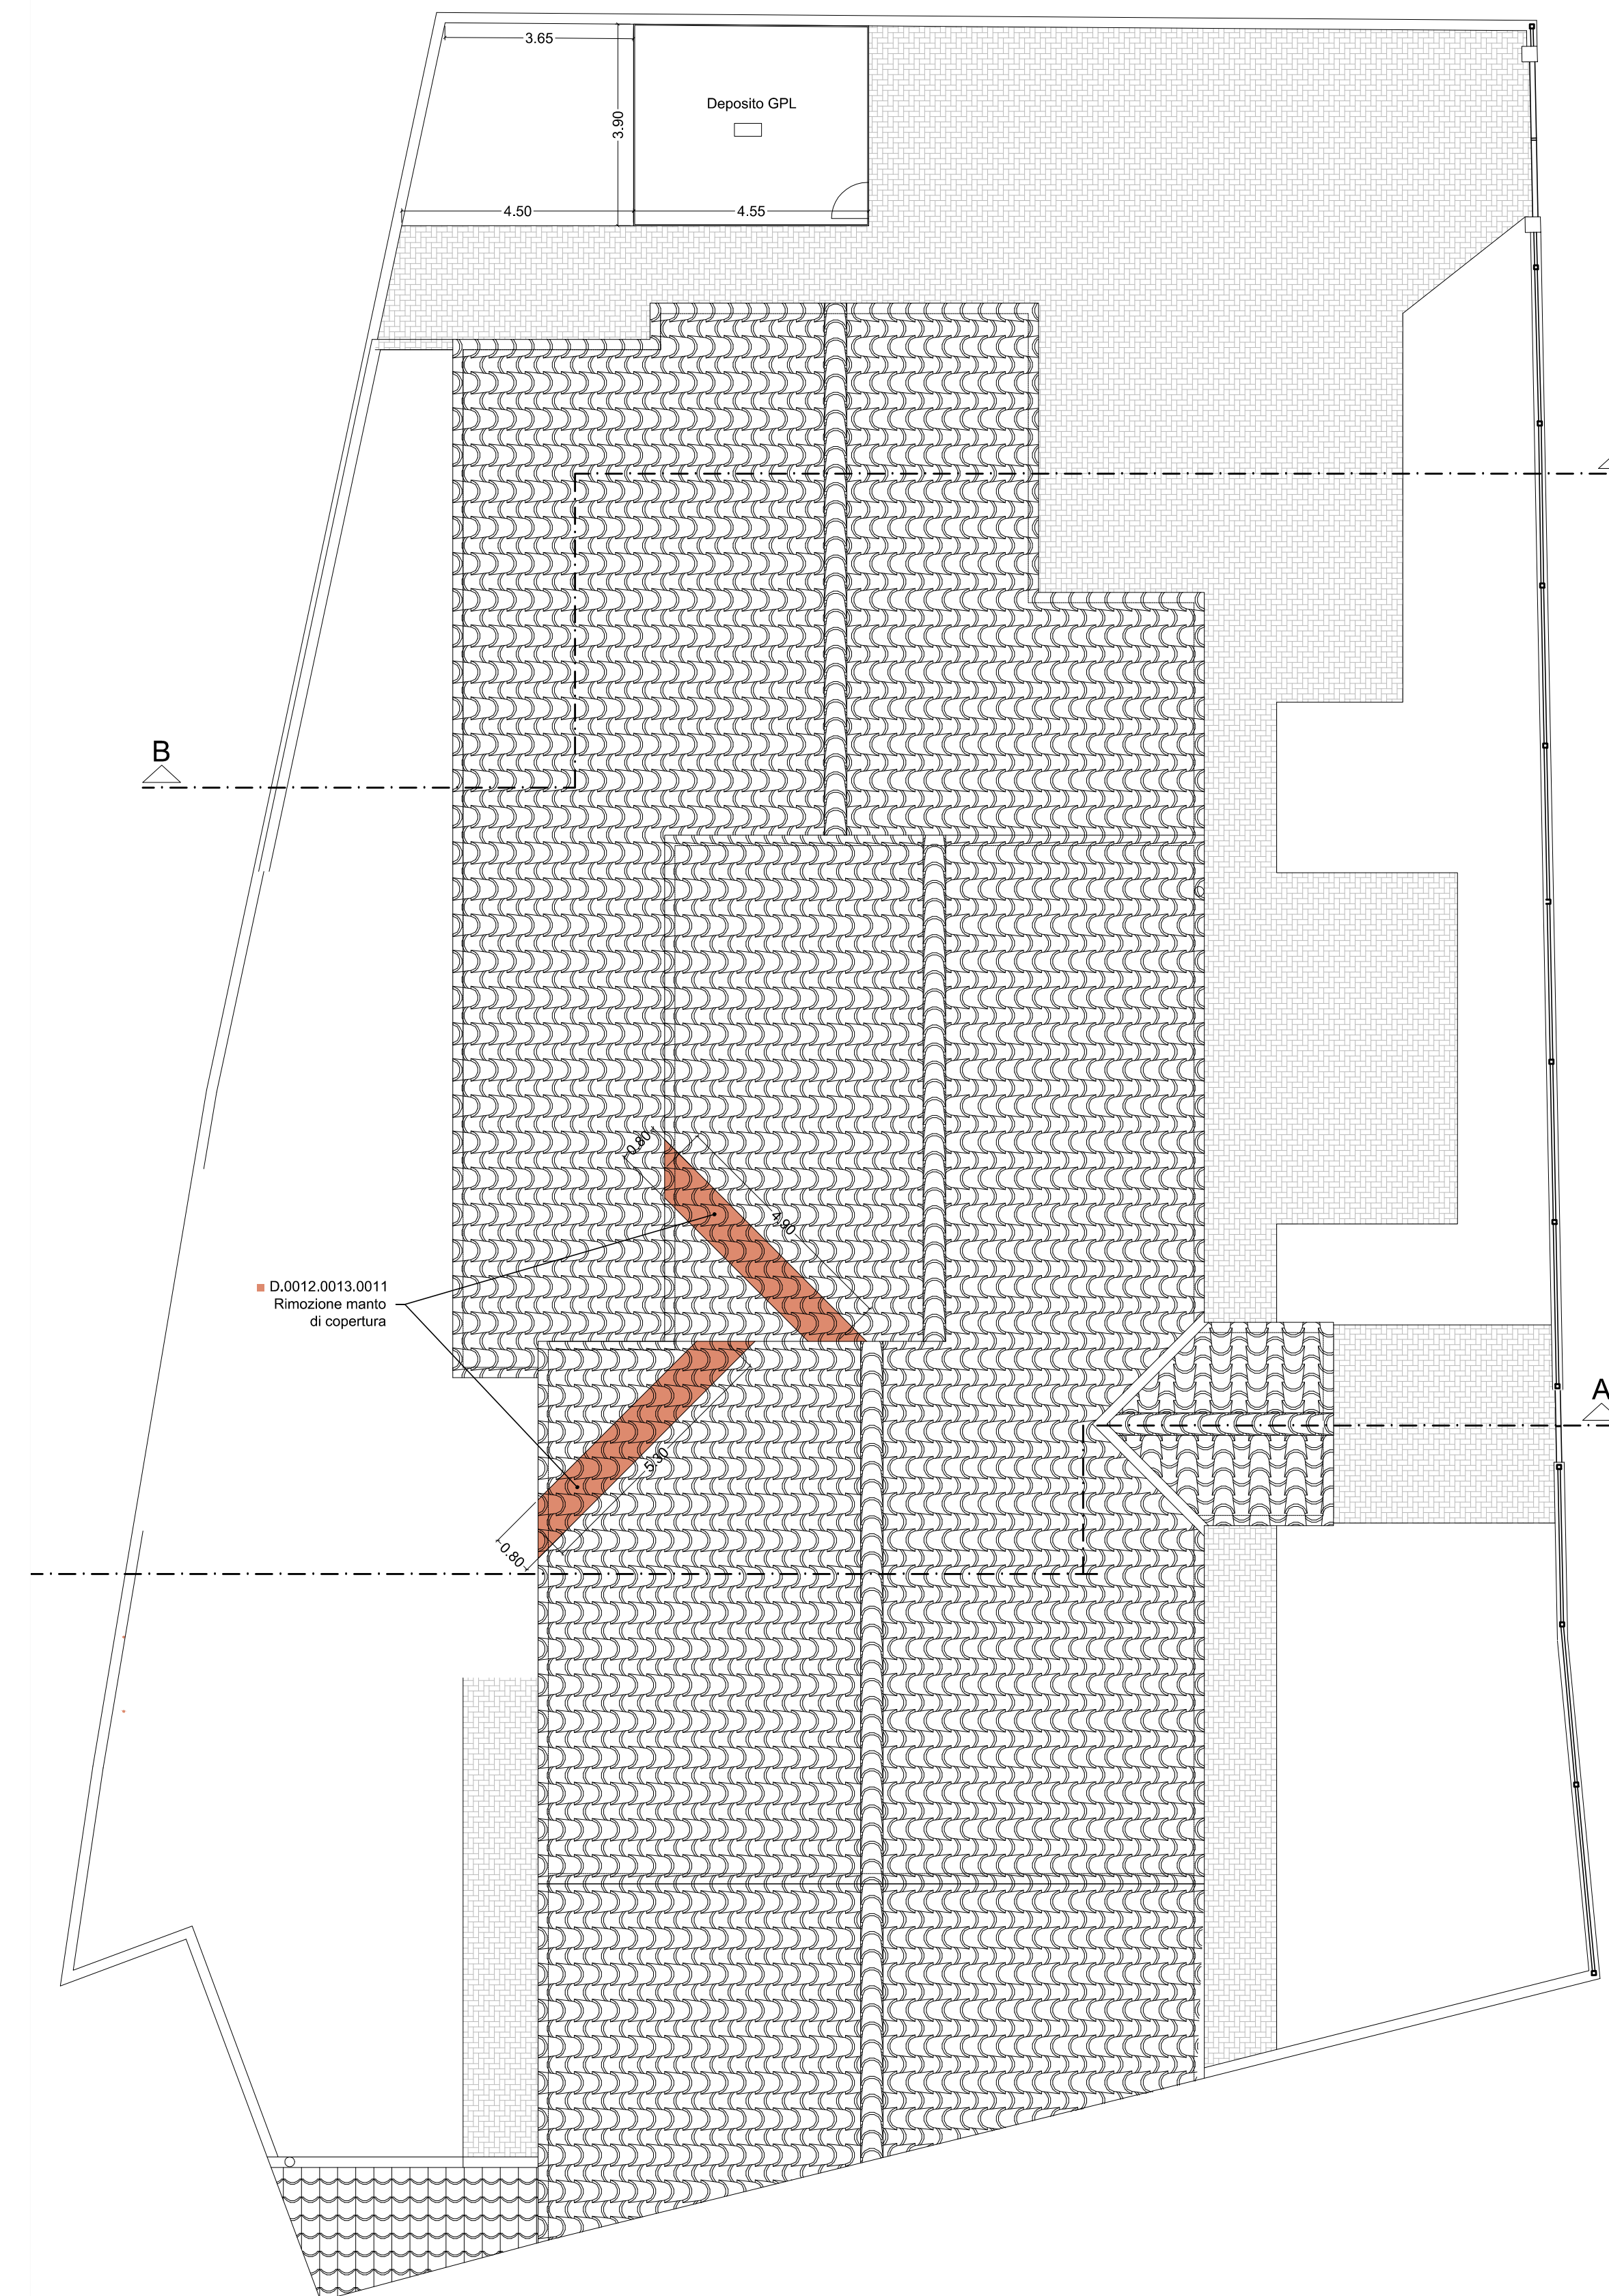 3.65
Deposito GPL
3.90
4.50
4.55
B
0.80
4.90
D.0012.0013.0011
Rimozione manto
di copertura
A
5.30
0.80